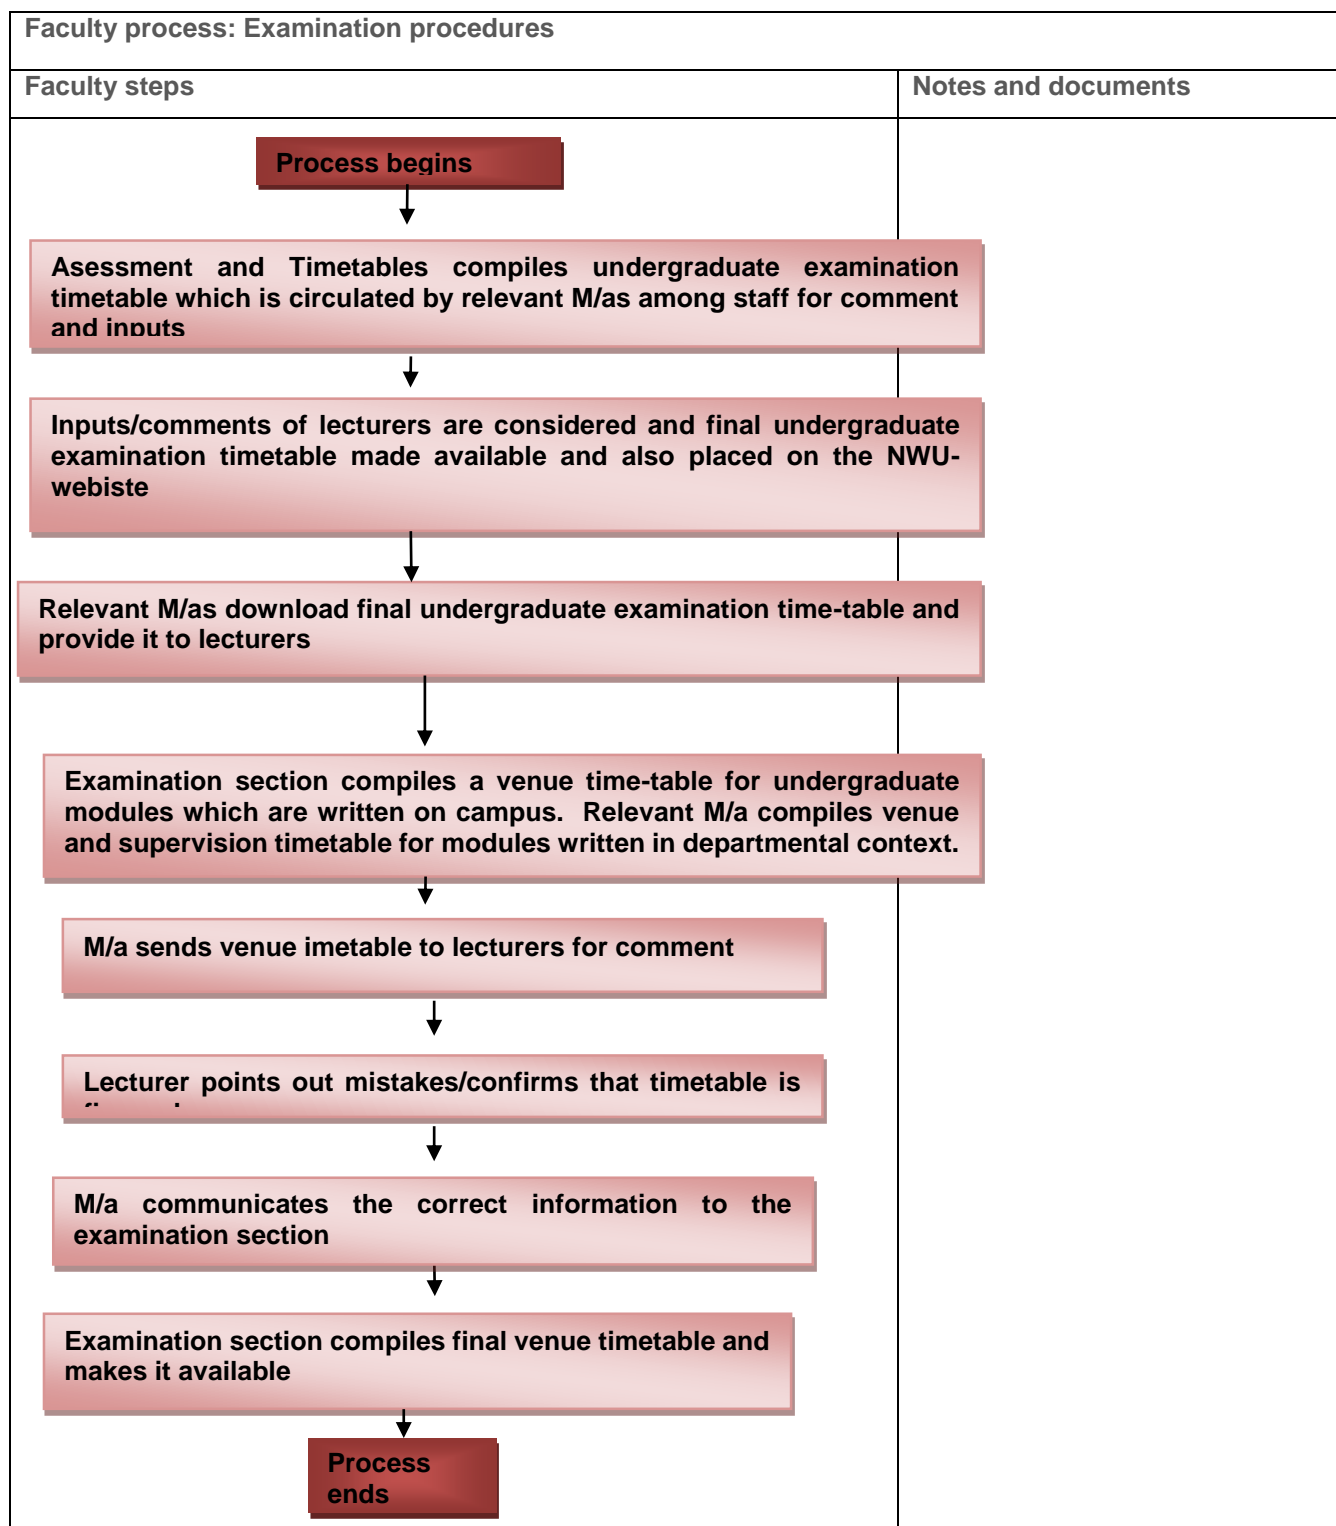 Faculty process: Examination procedures
Faculty steps
Notes and documents
Process begins
Asessment and Timetables compiles undergraduate examination
timetable which is circulated by relevant M/as among staff for comment
and inputs
Inputs/comments of lecturers are considered and final undergraduate
examination timetable made available and also placed on the NWU-
webiste
Relevant M/as download final undergraduate examination time-table and
provide it to lecturers
Examination section compiles a venue time-table for undergraduate
modules which are written on campus. Relevant M/a compiles venue
and supervision timetable for modules written in departmental context.
M/a sends venue imetable to lecturers for comment
Lecturer points out mistakes/confirms that timetable is
M/a communicates the correct information to the
examination section
Examination section compiles final venue timetable and
makes it available
Process
ends